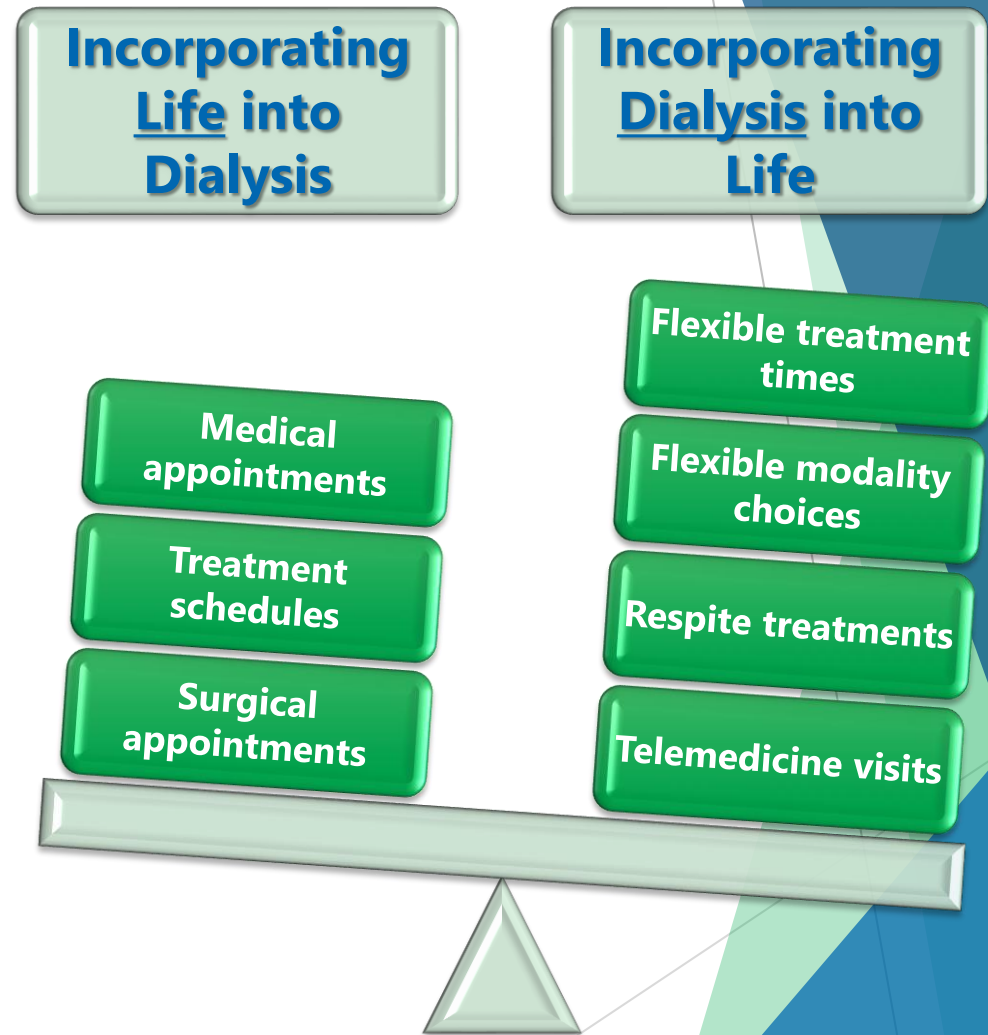 Incorporating
Life into
Dialysis
Incorporating
Dialysis into
Life
Medical
appointments
Treatment
schedules
Surgical
appointments
Flexible treatment
times
Flexible modality
choices
Respite treatments
Telemedicine visits